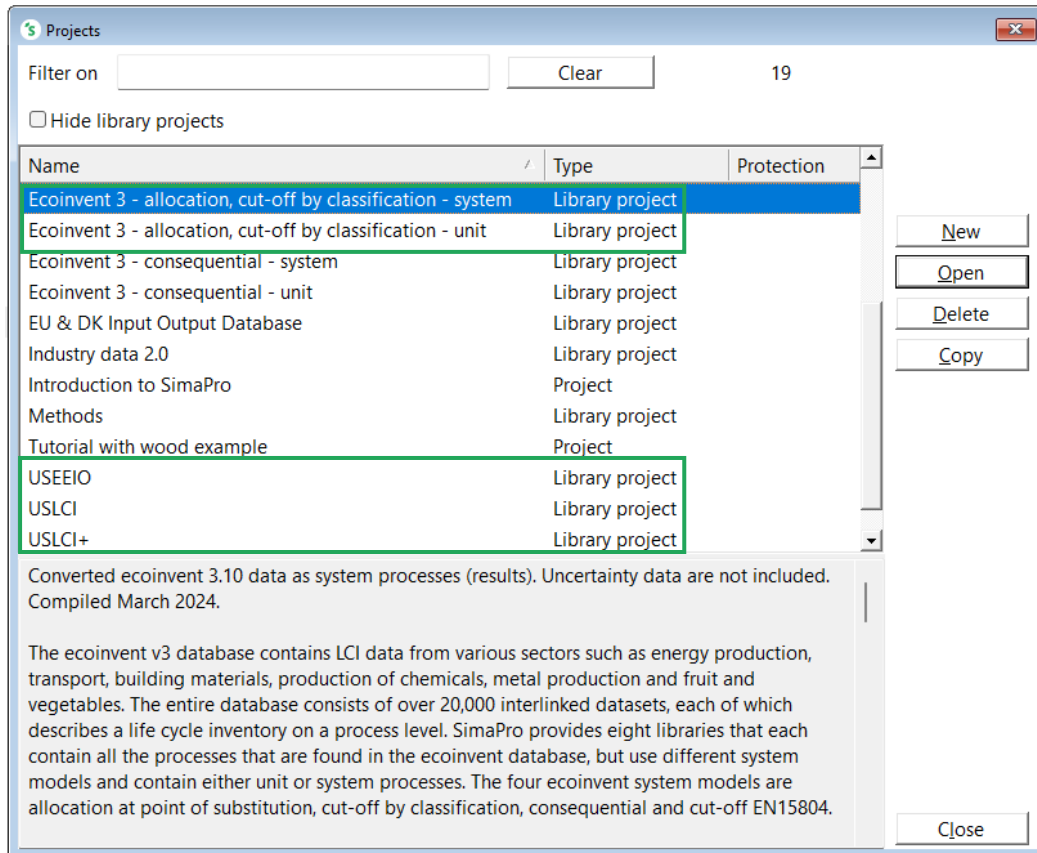 Projects
Filter on Clear 19
Hide library projects
Name Type Protection
Ecoinvent 3 - allocation, cut-off by classification - system Library project
Ecoinvent 3 - allocation, cut-off by classification - unit Library project
Ecoinvent 3 - consequential - system Library project
Ecoinvent 3 - consequential - unit Library project
EU & DK Input Output Database Library project
Industry data 2.0 Library project
Introduction to SimaPro Project
Methods Library project
Tutorial with wood example Project
USEEIO Library project
USLCI Library project
USLCI+ Library project
New
Open
Delete
Copy
Converted ecoinvent 3.10 data as system processes (results). Uncertainty data are not included.
Compiled March 2024.
The ecoinvent v3 database contains LCI data from various sectors such as energy production,
transport, building materials, production of chemicals, metal production and fruit and
vegetables. The entire database consists of over 20,000 interlinked datasets, each of which
describes a life cycle inventory on a process level. SimaPro provides eight libraries that each
contain all the processes that are found in the ecoinvent database, but use different system
models and contain either unit or system processes. The four ecoinvent system models are
allocation at point of substitution, cut-off by classification, consequential and cut-off EN15804.
Close